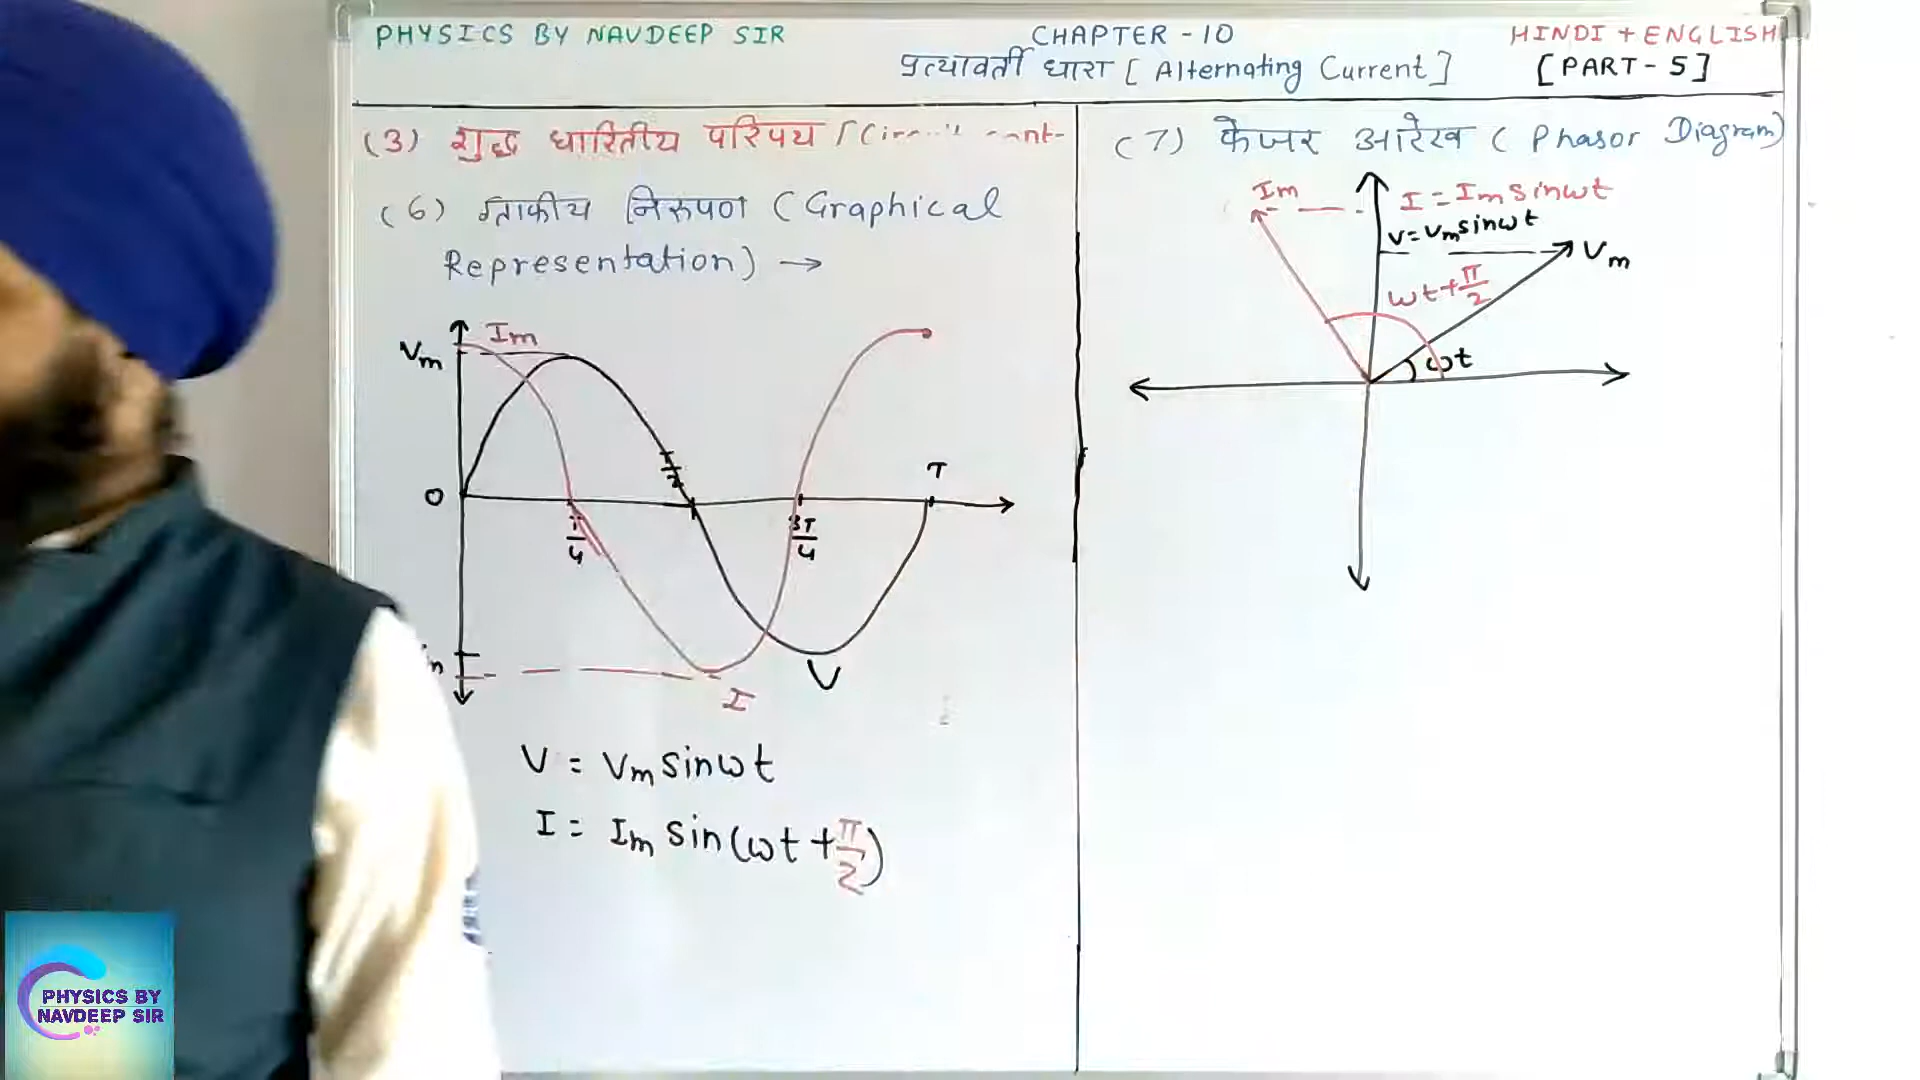 PHYSICS BY NAVDEEP SIR
CHAPTER - 10
HINDI + ENGLISH
प्रत्यावर्ती धारा [ Alternating Current ]
[ PART - 5 ]
(3) शुद्ध धारितीय परिपथ
(6) ग्राफीय निरुपण ( Graphical
Representation) →
Vm
Im
O
T/4
T/2
3T/4
T
I
V
V = Vm sinωt
I = Im sin(ωt + π/2)
(7) फेजर आरेख ( Phasor Diagram)
Im
I = Im sinωt
V = Vm sinωt
Vm
ωt + π/2
ωt
PHYSICS BY
NAVDEEP SIR